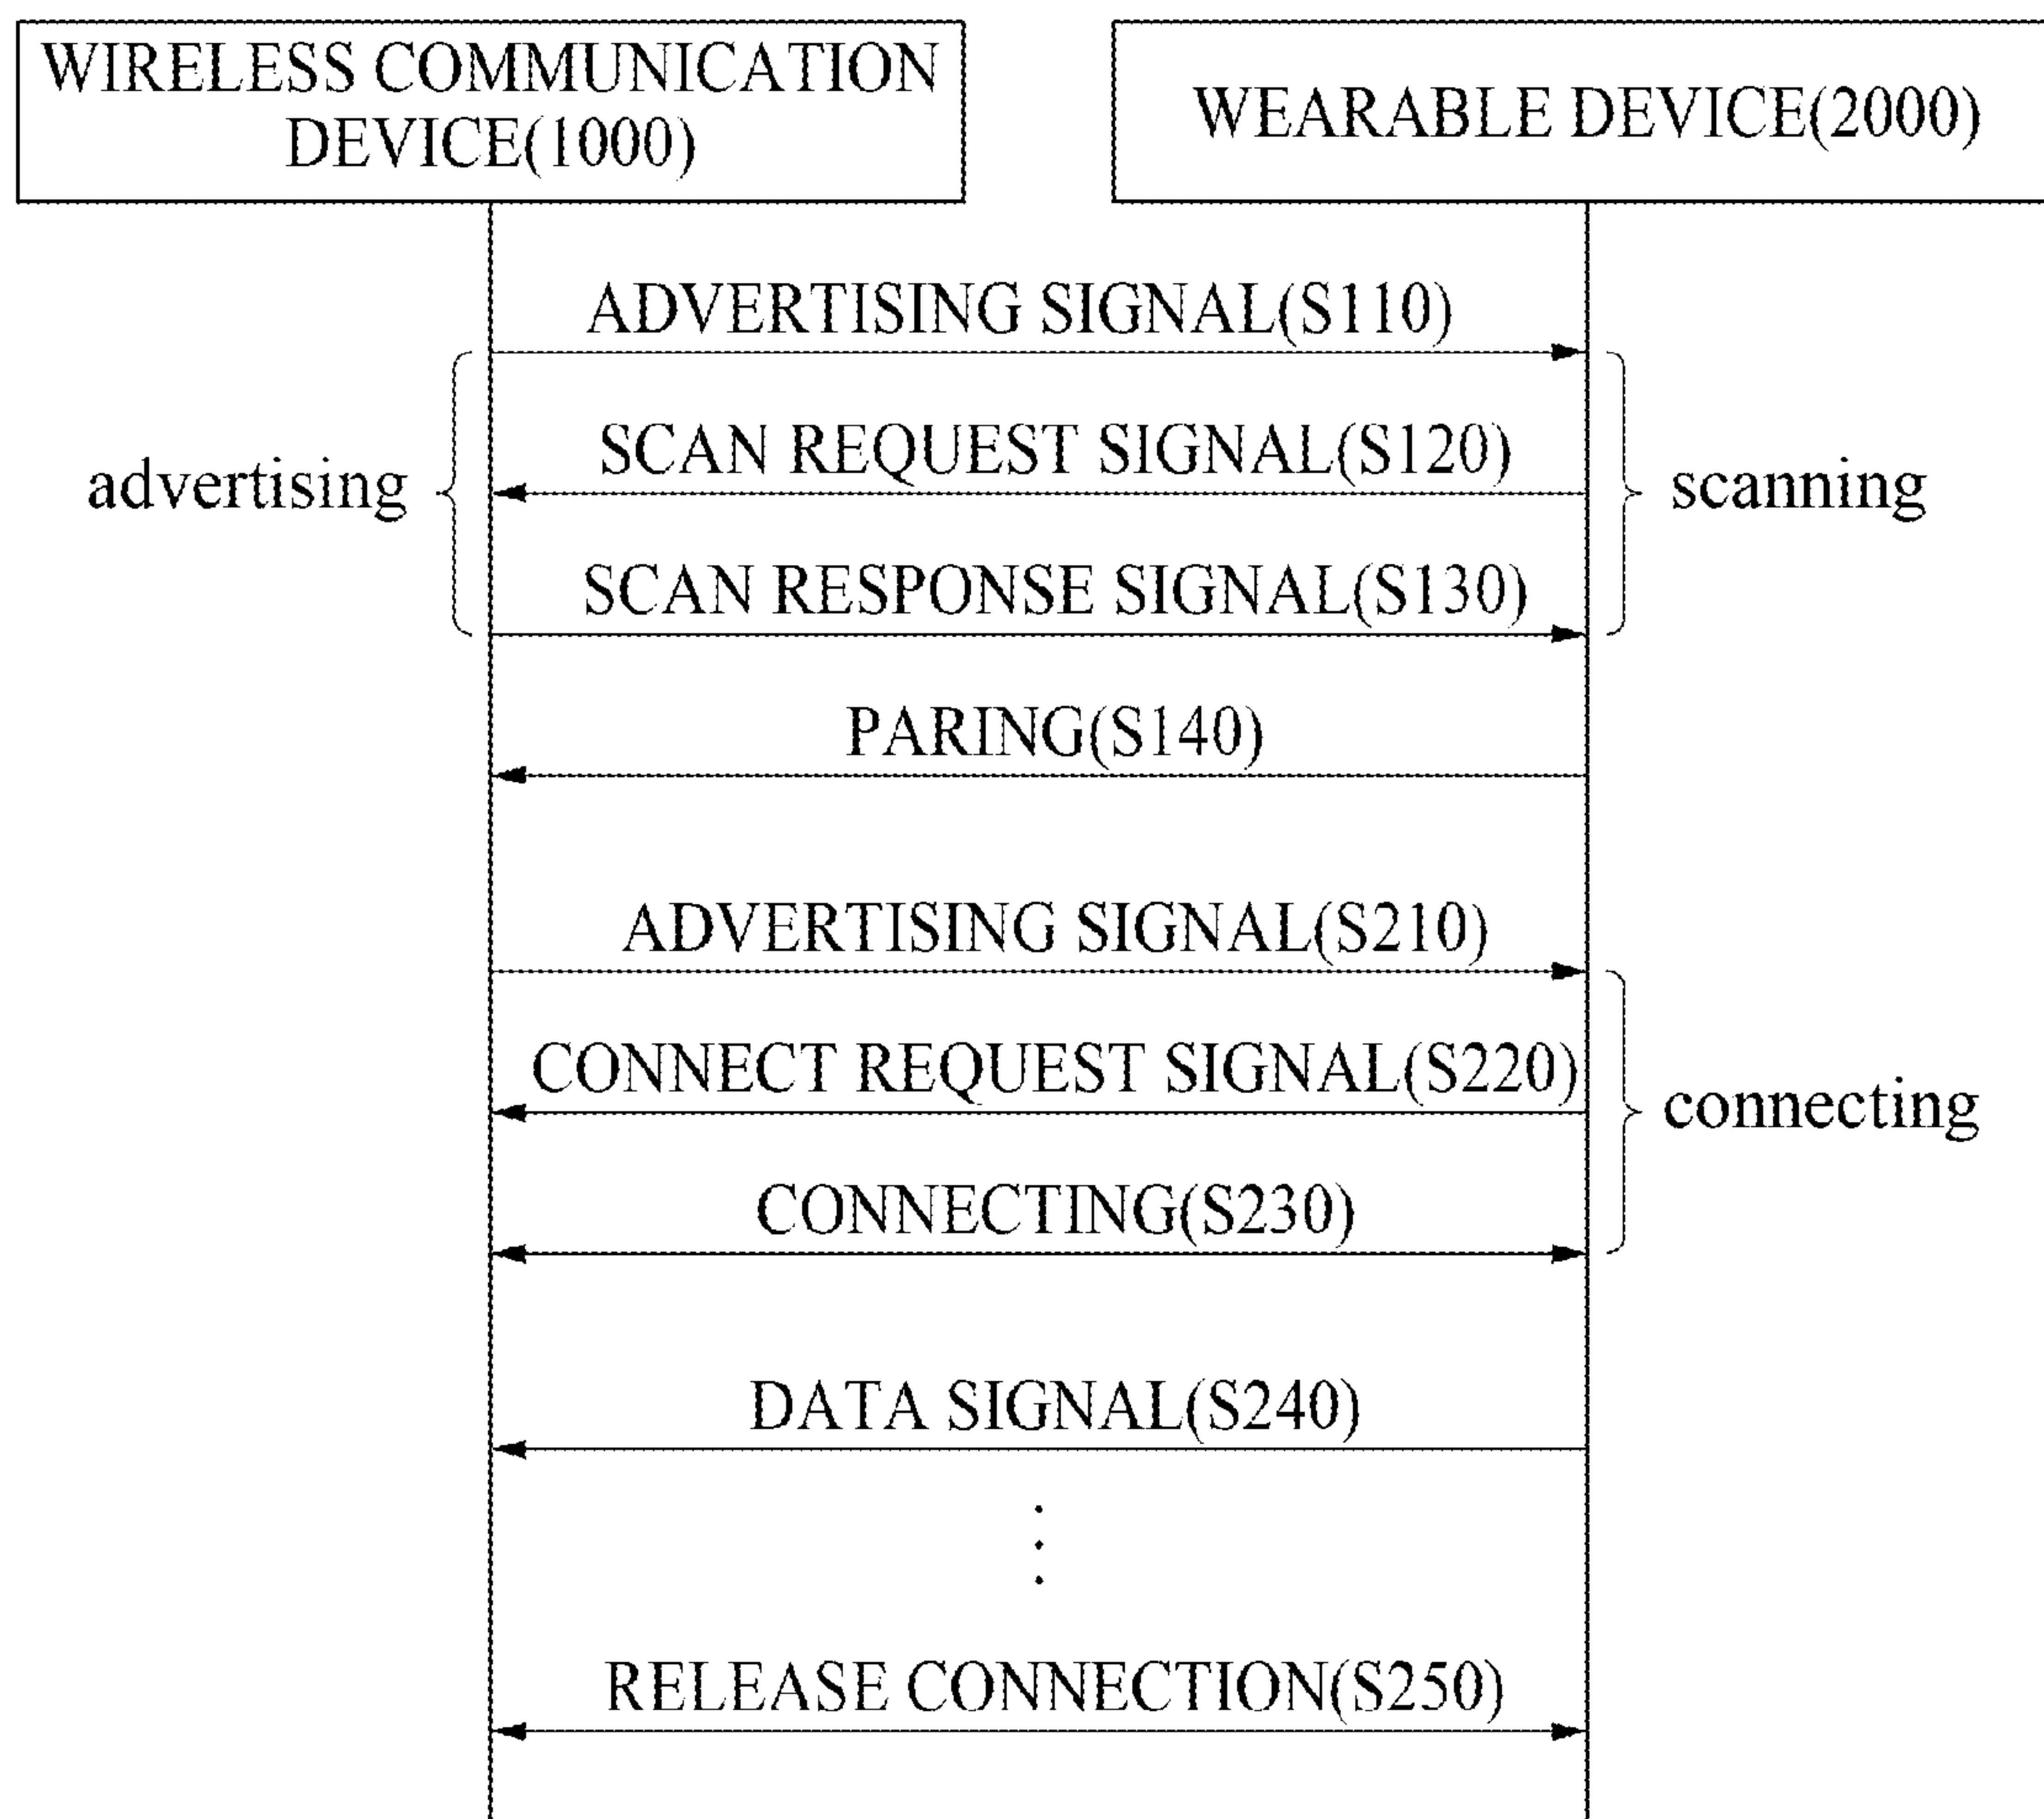 WIRELESS COMMUNICATION
DEVICE(1000)
WEARABLE DEVICE(2000)
ADVERTISING SIGNAL(S110)
SCAN REQUEST SIGNAL(S120)
advertising
scanning
SCAN RESPONSE SIGNAL(S130)
PARING(S140)
ADVERTISING SIGNAL(S210)
CONNECT REQUEST SIGNAL(S220)
connecting
CONNECTING(S230)
DATA SIGNAL(S240)
RELEASE CONNECTION(S250)